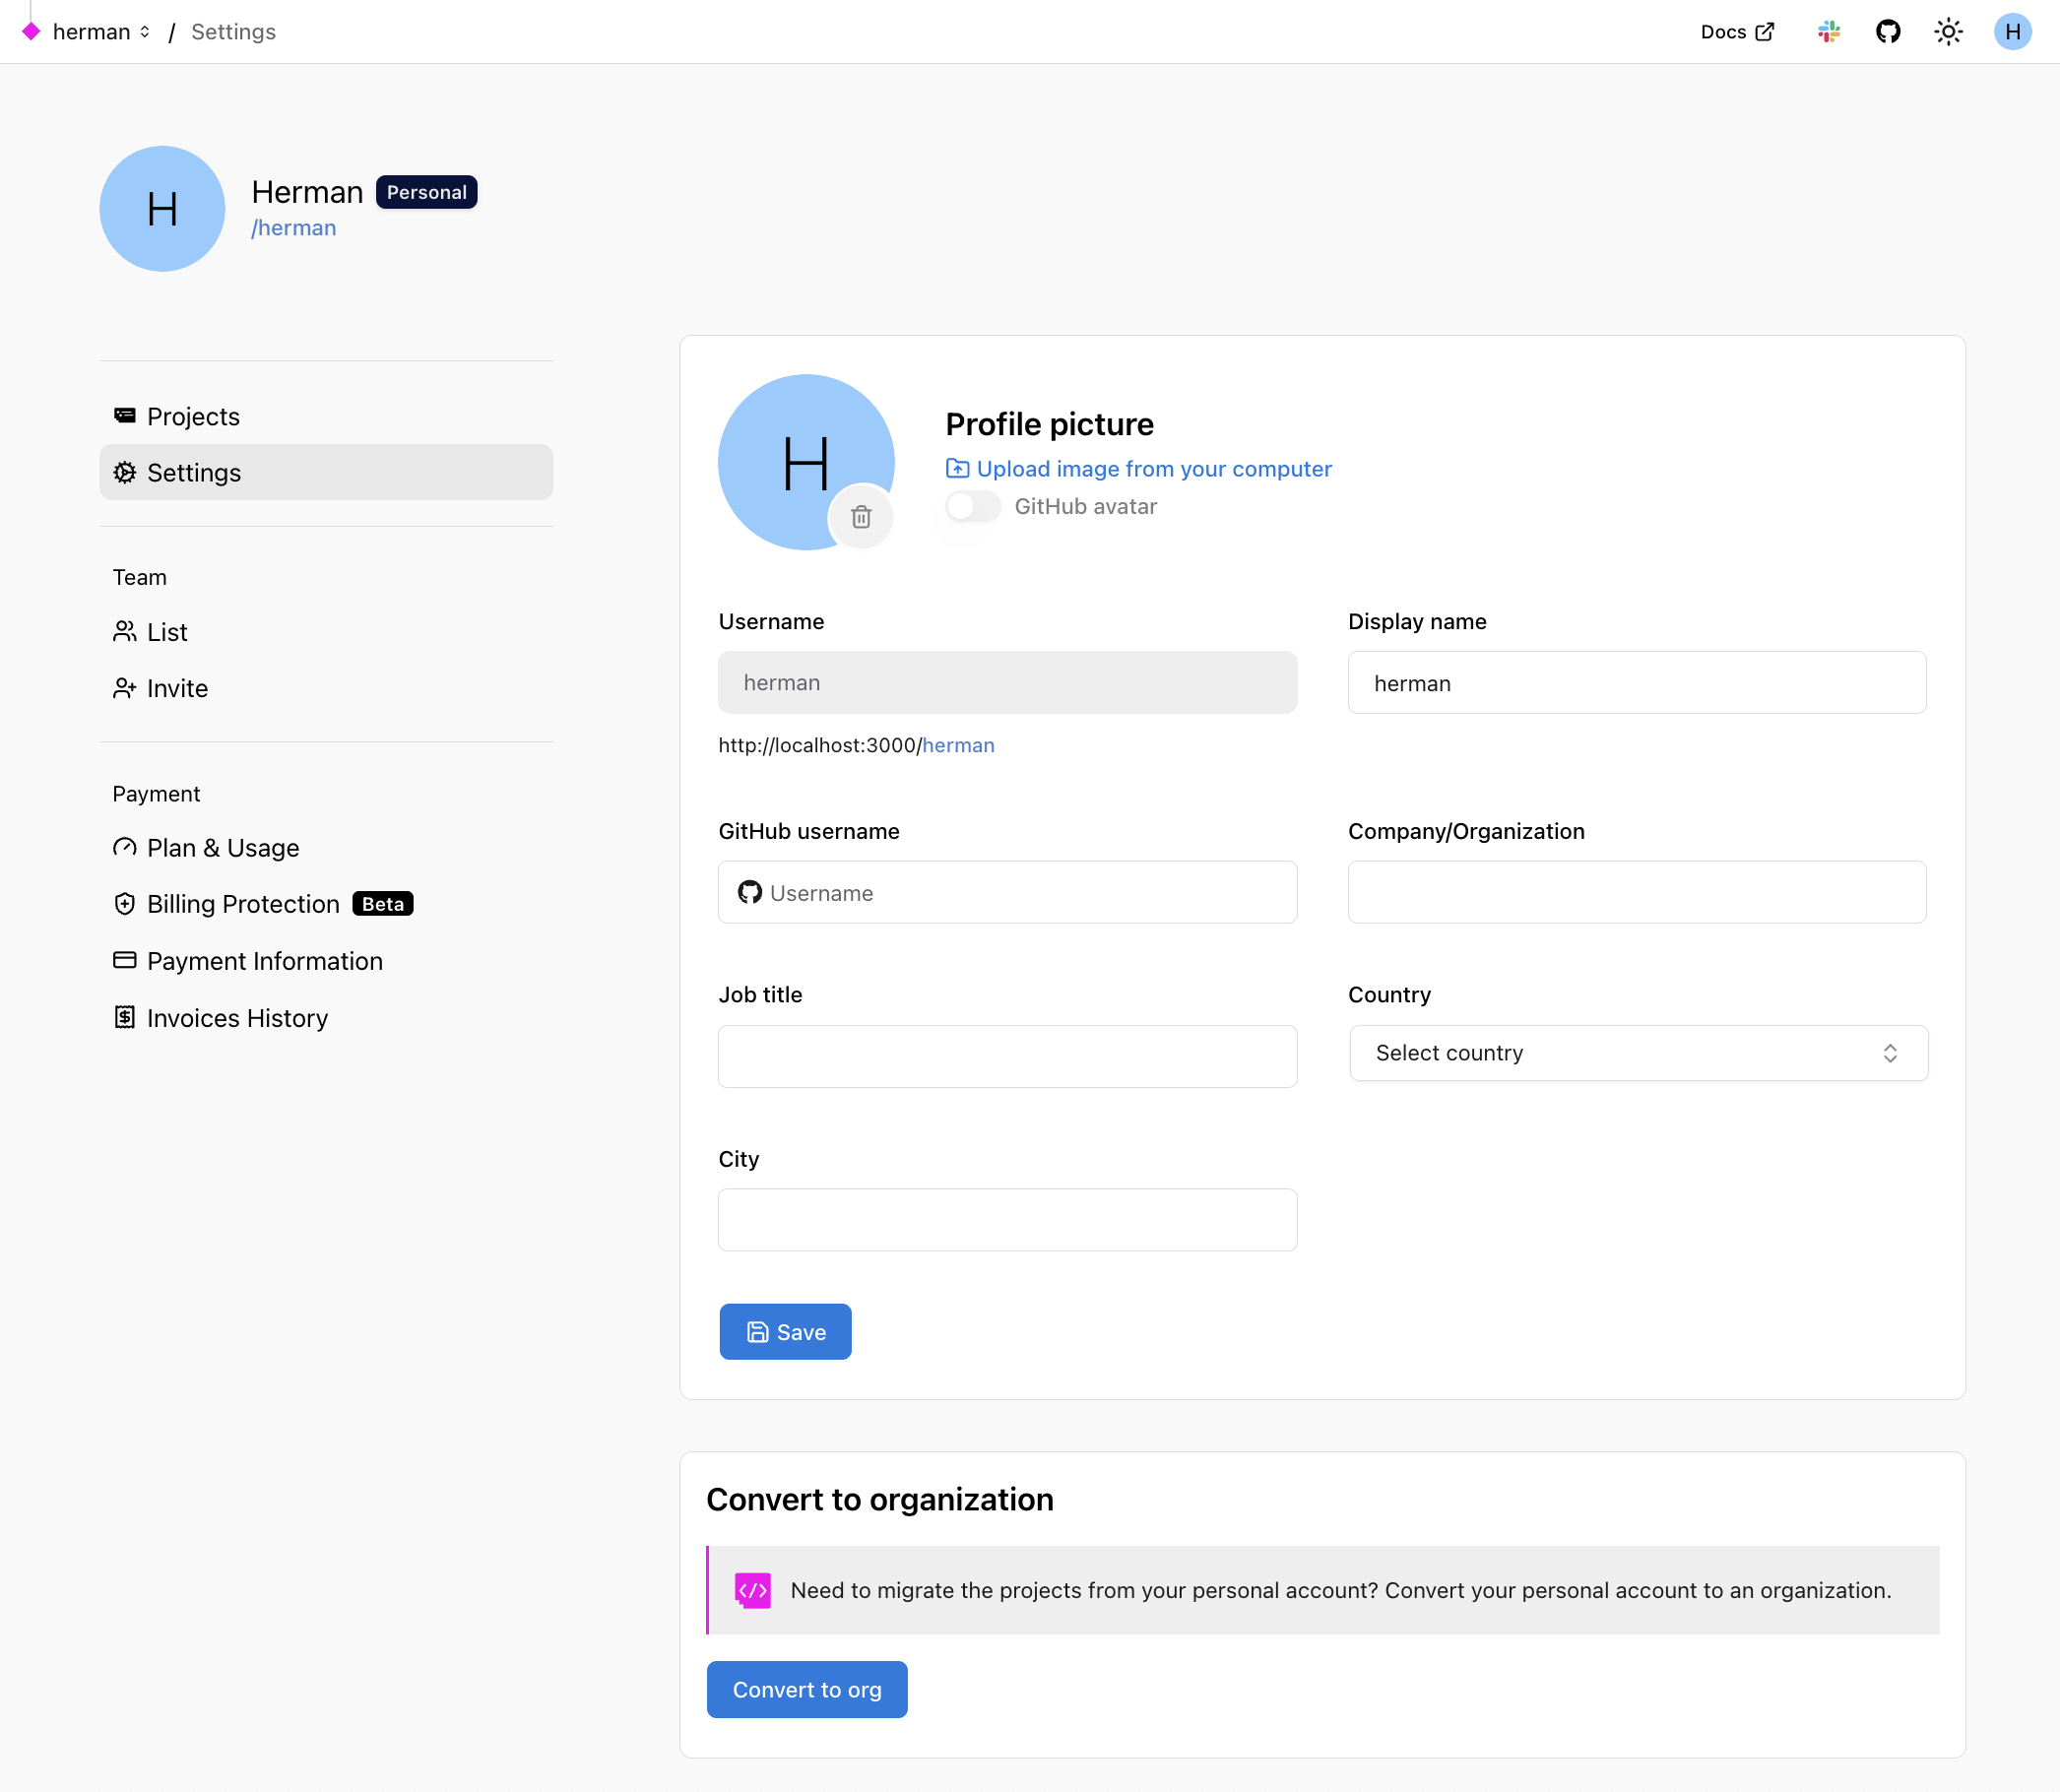 herman / Settings
Docs
H
H
Herman Personal
/herman
Projects
Settings
Team
List
Invite
Payment
Plan & Usage
Billing Protection Beta
Payment Information
Invoices History
H
Profile picture
Upload image from your computer
GitHub avatar
Username
herman
http://localhost:3000/herman
Display name
herman
GitHub username
Username
Company/Organization
Job title
Country
Select country
City
Save
Convert to organization
Need to migrate the projects from your personal account? Convert your personal account to an organization.
Convert to org